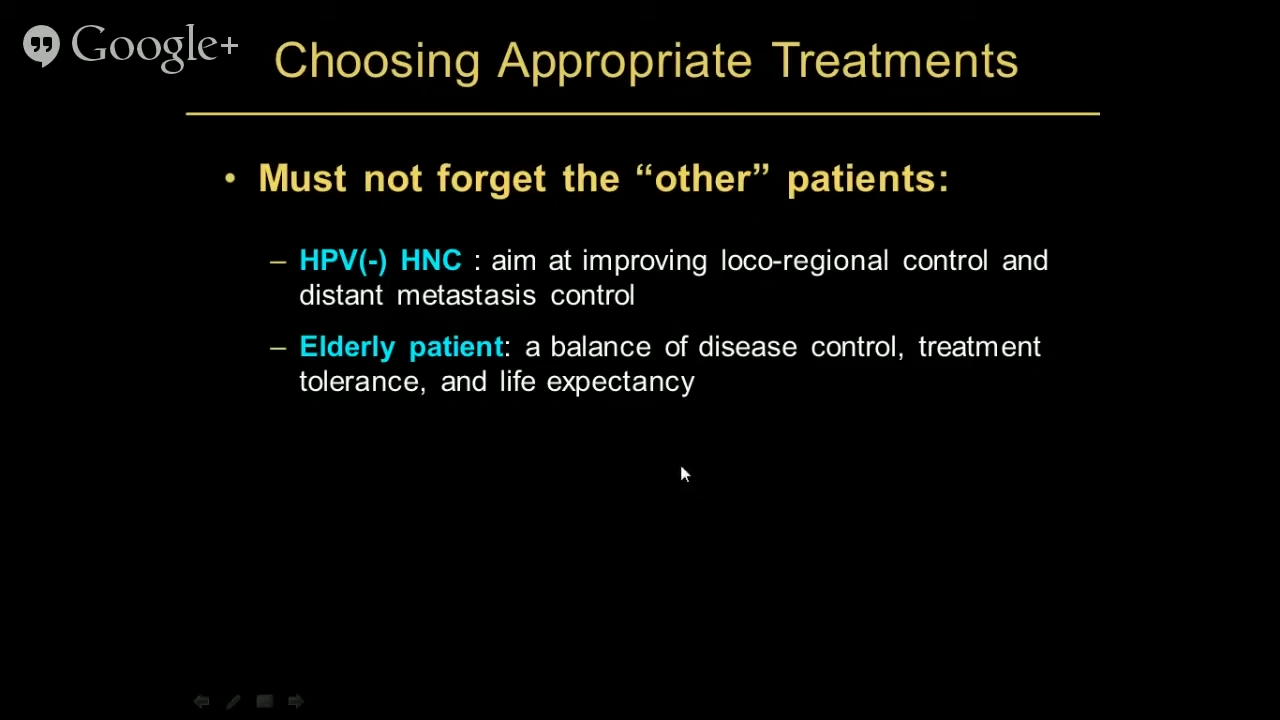 Google+
Choosing Appropriate Treatments
• Must not forget the “other” patients:
– HPV(-) HNC : aim at improving loco-regional control and
distant metastasis control
– Elderly patient: a balance of disease control, treatment
tolerance, and life expectancy